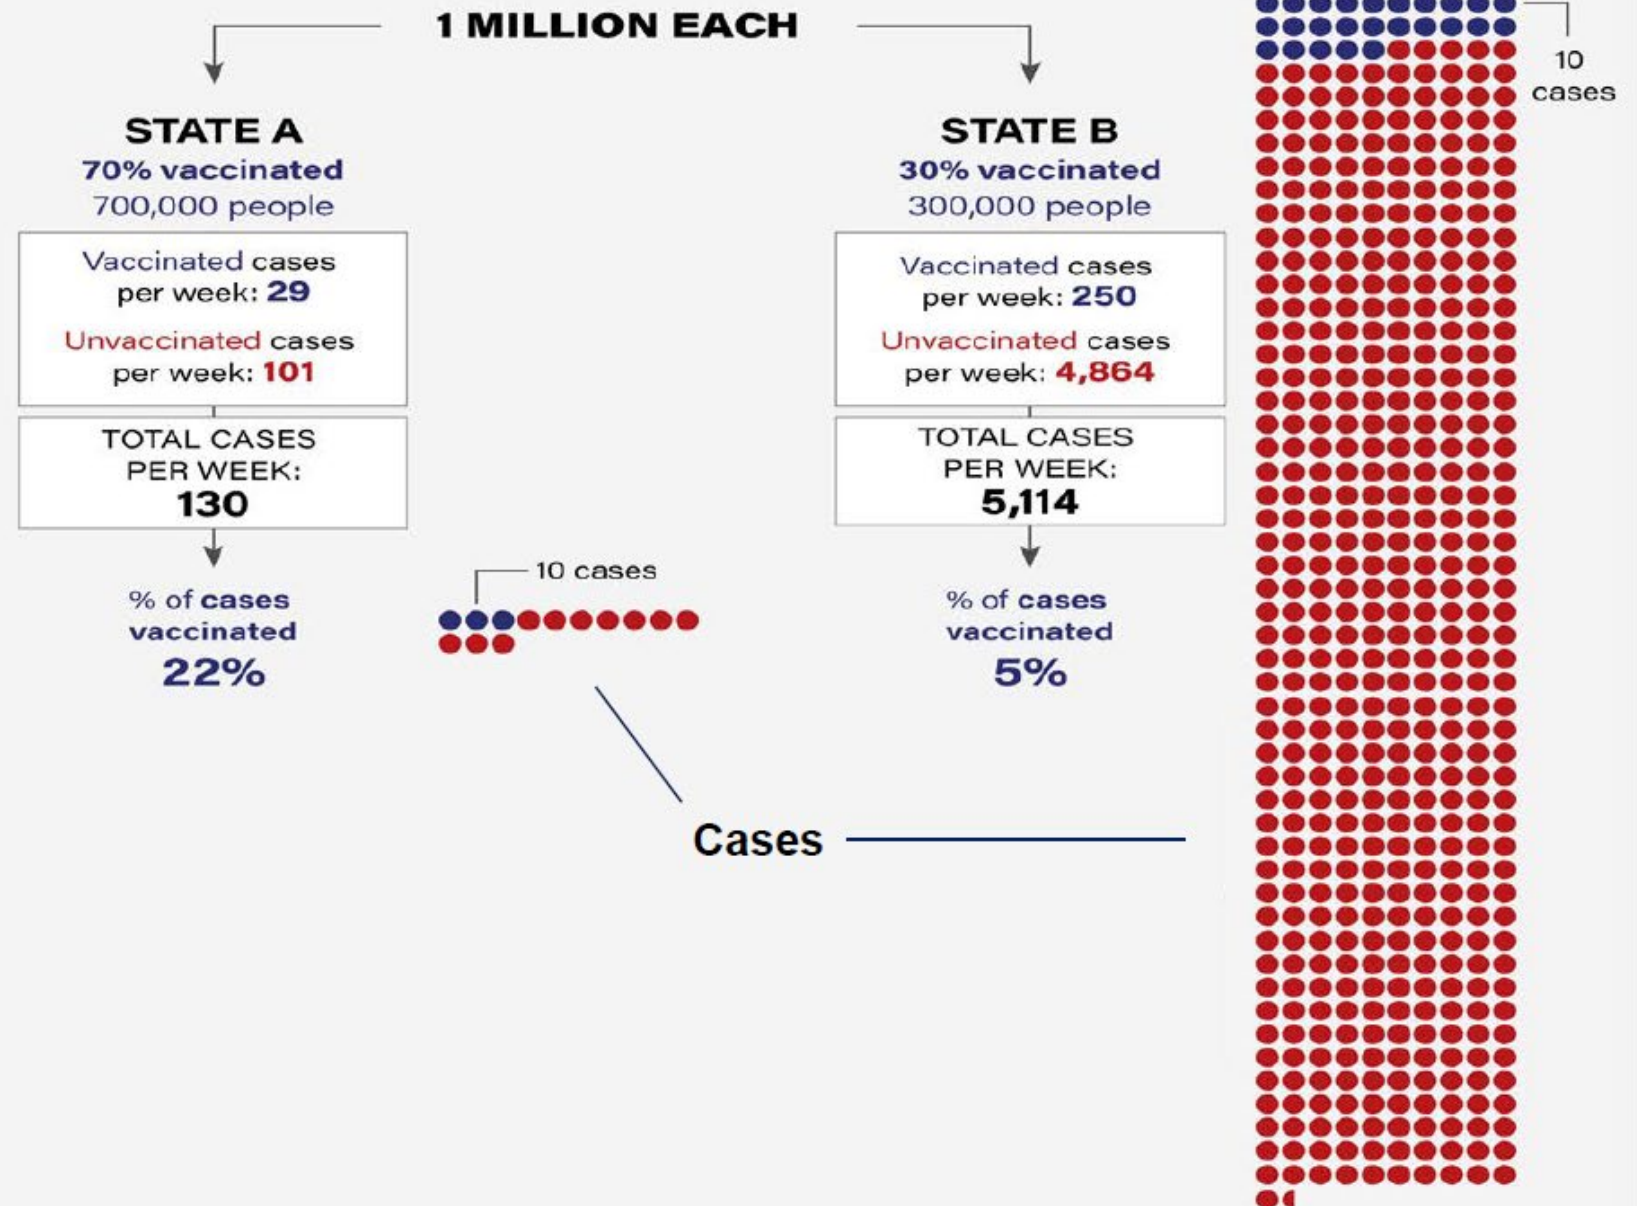 1 MILLION EACH
STATE A
70% vaccinated
700,000 people
Vaccinated cases
per week: 29
Unvaccinated cases
per week: 101
TOTAL CASES
PER WEEK:
130
% of cases
vaccinated
22%
10 cases
STATE B
30% vaccinated
300,000 people
Vaccinated cases
per week: 250
Unvaccinated cases
per week: 4,864
TOTAL CASES
PER WEEK:
5,114
% of cases
vaccinated
5%
10
cases
Cases